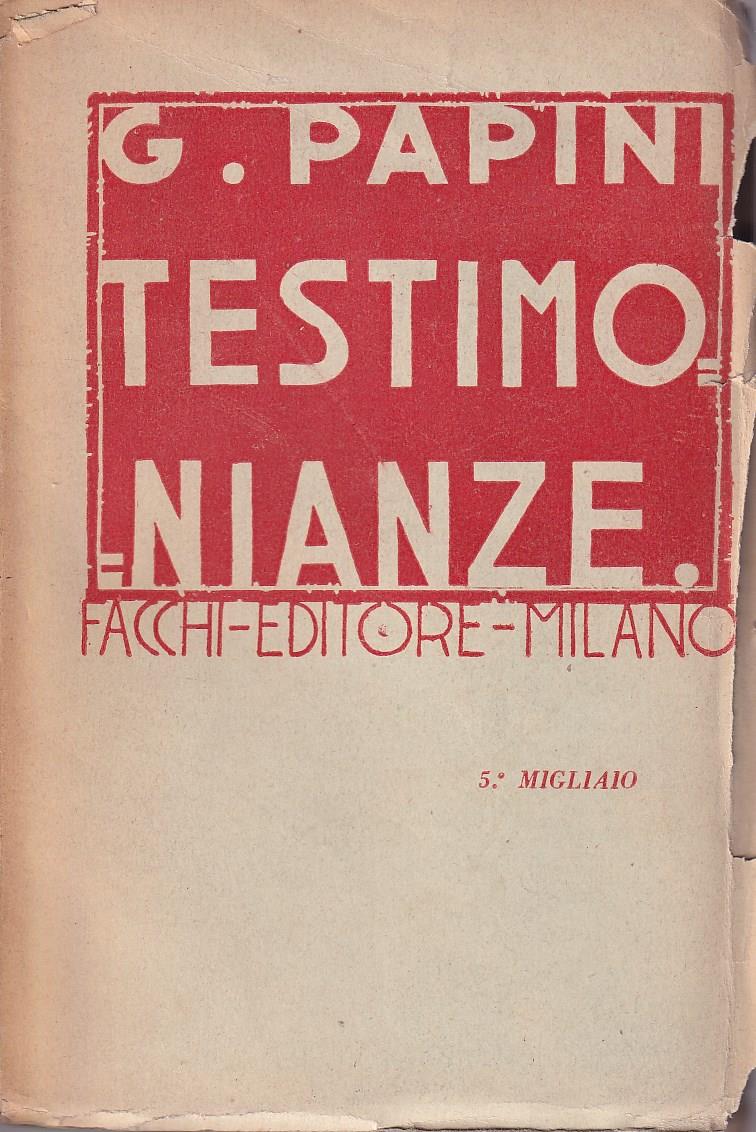 G. PAPINI
TESTIMO=
=NIANZE.
FACCHI-EDITORE-MILANO
5.° MIGLIAIO